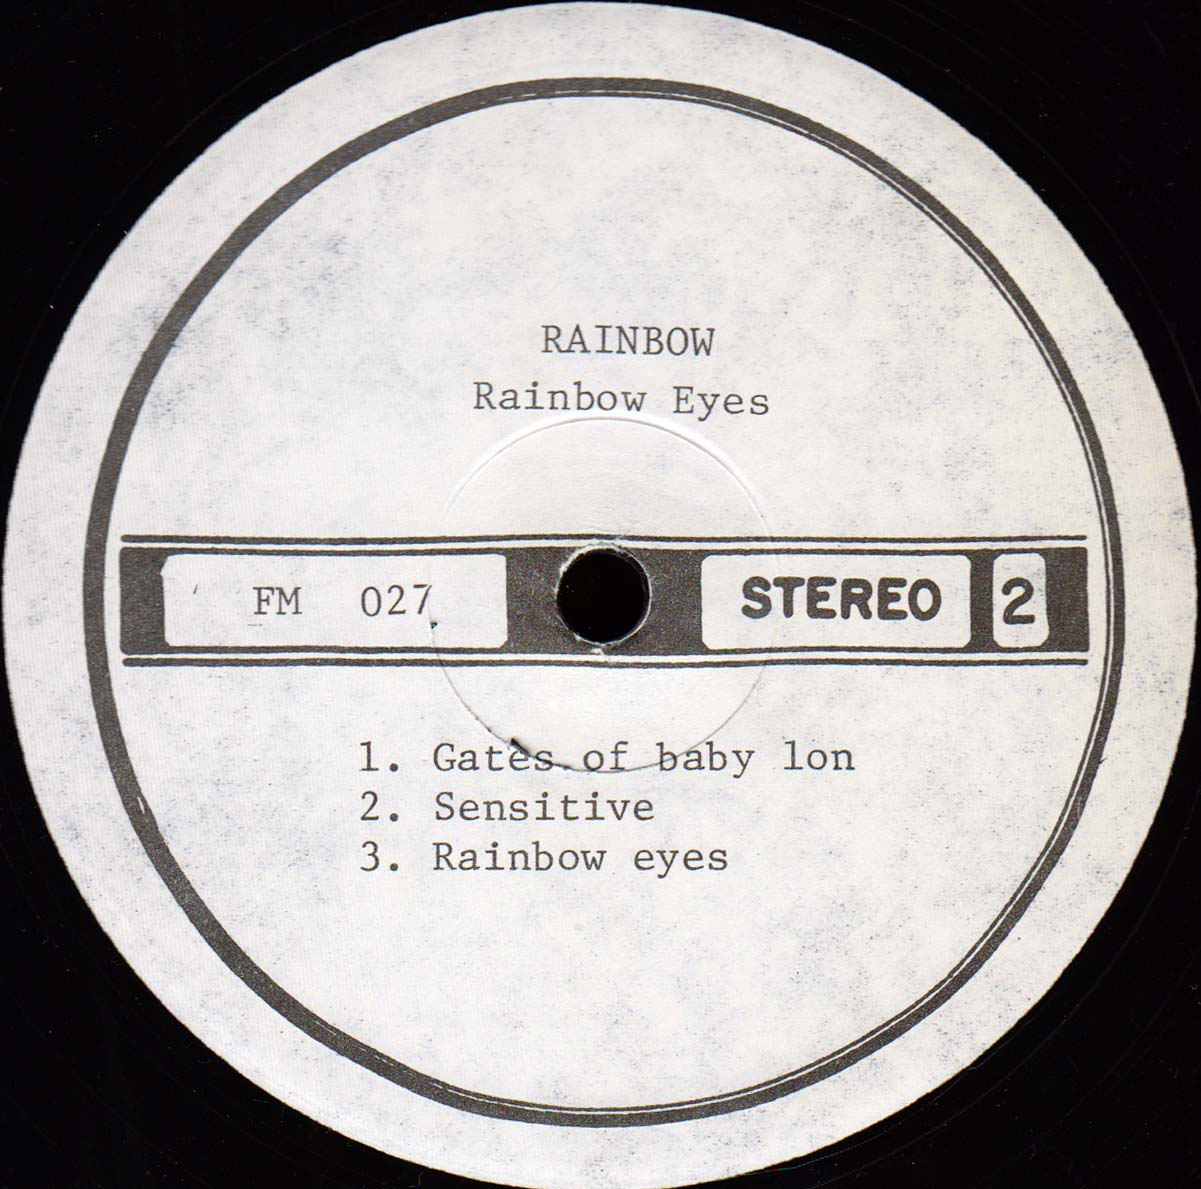 RAINBOW
Rainbow Eyes
FM 027 STEREO 2
1. Gates of baby lon
2. Sensitive
3. Rainbow eyes